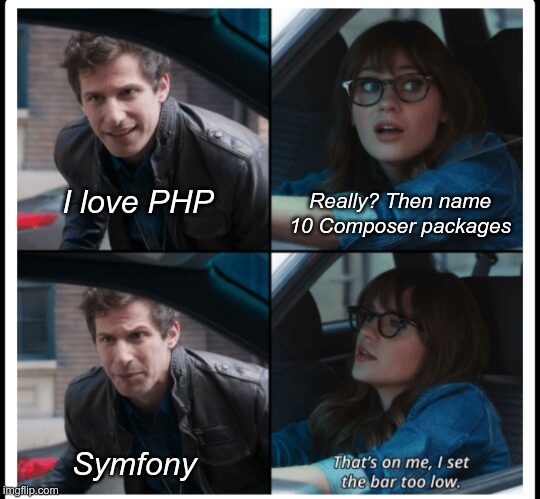 I love PHP
Really? Then name
10 Composer packages
Symfony
That's on me, I set
the bar too low.
imgflip.com